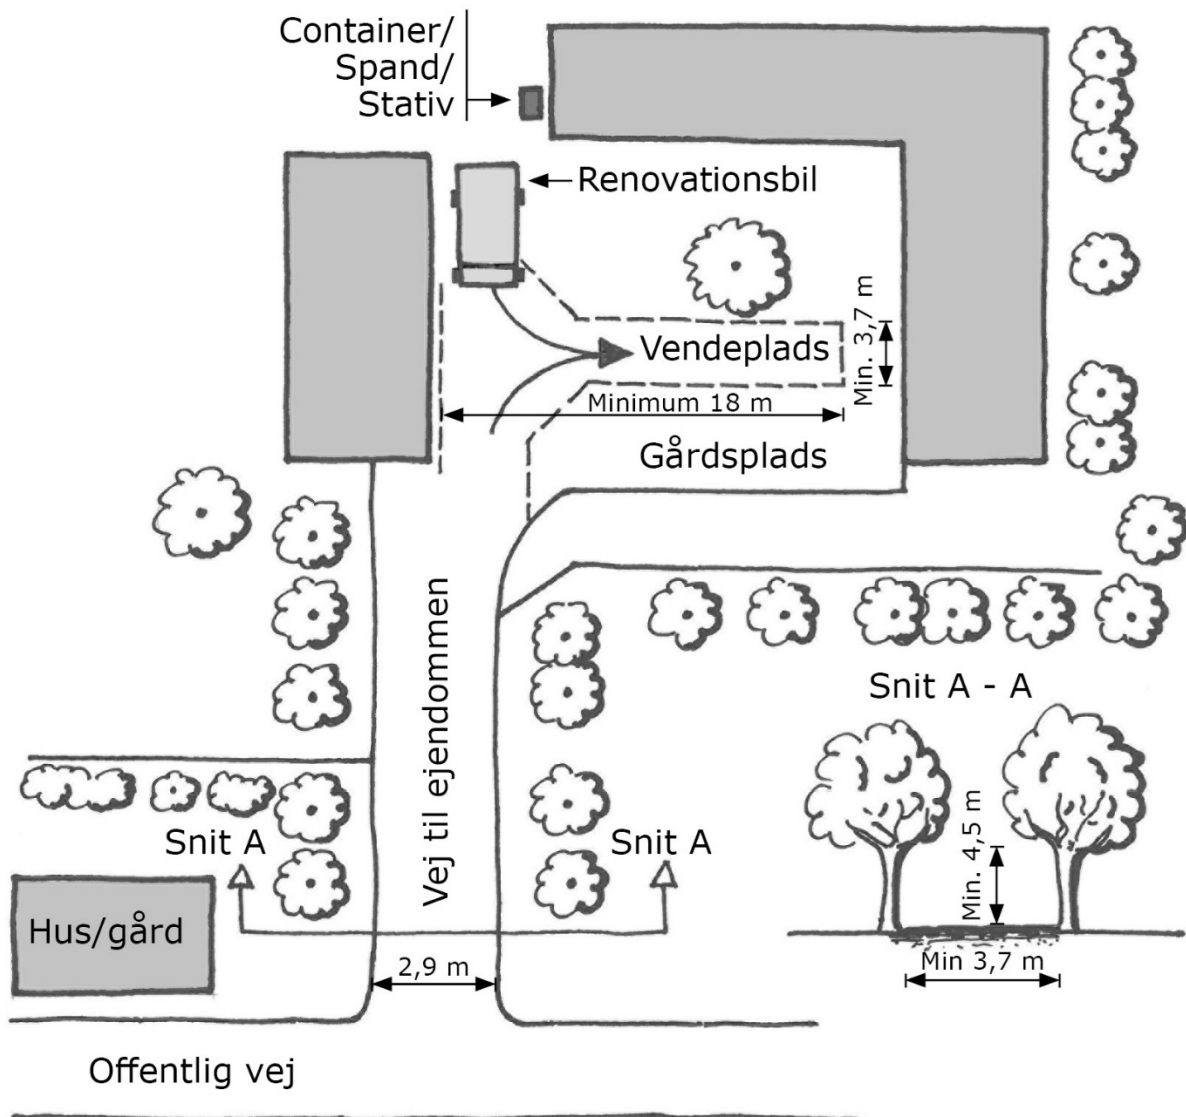 Container/
Spand/
Stativ
Renovationsbil
Vendeplads
Min. 3,7 m
Minimum 18 m
Gårdsplads
Vej til ejendommen
Snit A - A
Snit A
Snit A
Min. 4,5 m
Hus/gård
2,9 m
Min 3,7 m
Offentlig vej